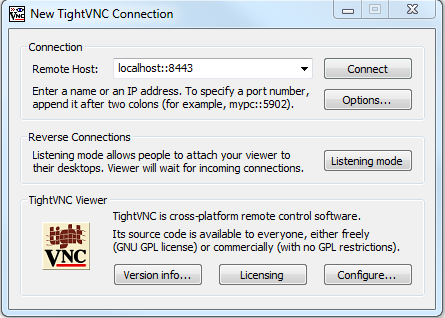 New TightVNC Connection
Connection
Remote Host: localhost::8443 Connect
Enter a name or an IP address. To specify a port number,
append it after two colons (for example, mypc::5902).
Options...
Reverse Connections
Listening mode allows people to attach your viewer to
their desktops. Viewer will wait for incoming connections.
Listening mode
TightVNC Viewer
tight
VNC
TightVNC is cross-platform remote control software.
Its source code is available to everyone, either freely
(GNU GPL license) or commercially (with no GPL restrictions).
Version info... Licensing Configure...